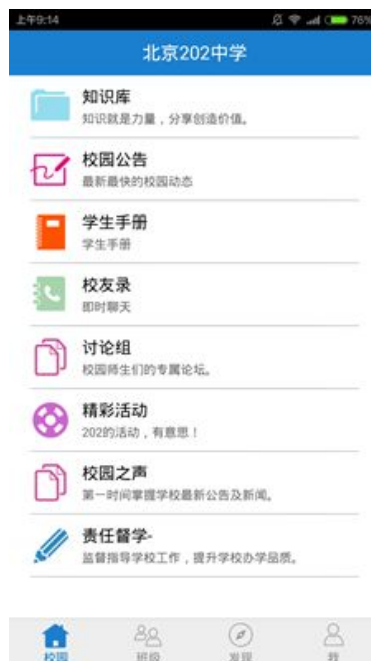 上午9:14
76%
北京202中学
知识库
知识就是力量，分享创造价值。
校园公告
最新最快的校园动态
学生手册
学生手册
校友录
即时聊天
讨论组
校园师生们的专属论坛。
精彩活动
202的活动，有意思！
校园之声
第一时间掌握学校最新公告及新闻。
责任督学-
监督指导学校工作，提升学校办学品质。
校园
班级
发现
我